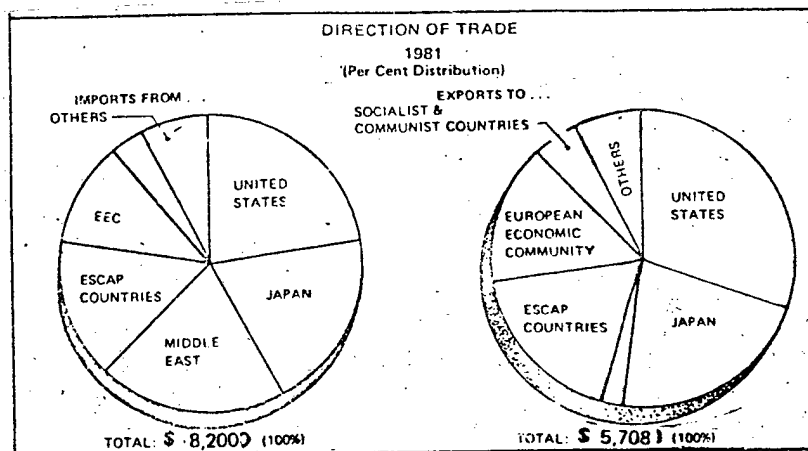 DIRECTION OF TRADE
1981
(Per Cent Distribution)
IMPORTS FROM . . .
OTHERS
UNITED
STATES
EEC
ESCAP
COUNTRIES
JAPAN
MIDDLE
EAST
TOTAL: $ 8,200 (100%)
EXPORTS TO . . .
SOCIALIST &
COMMUNIST COUNTRIES
OTHERS
UNITED
STATES
EUROPEAN
ECONOMIC
COMMUNITY
ESCAP
COUNTRIES
JAPAN
TOTAL: $ 5,708 (100%)